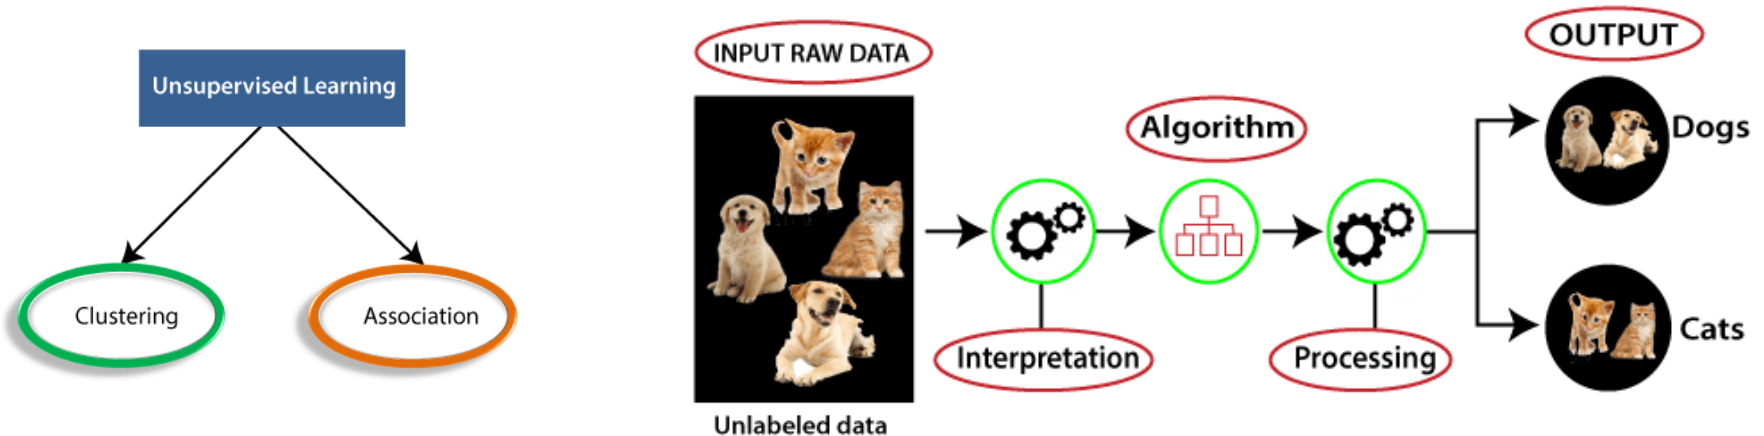 Unsupervised Learning
Clustering
Association
INPUT RAW DATA
Unlabeled data
Interpretation
Algorithm
Processing
OUTPUT
Dogs
Cats